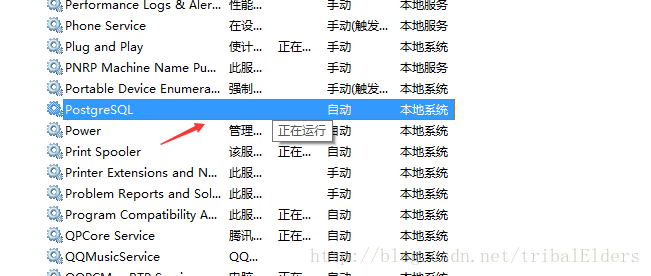 Performance Logs & Aler... 性能... 手动 本地服务
Phone Service 在设... 手动(触发... 本地系统
Plug and Play 使计... 正在... 手动 本地系统
PNRP Machine Name Pu... 此服... 手动 本地服务
Portable Device Enumera... 强制... 手动(触发... 本地系统
PostgreSQL 自动 本地系统
Power 管理... 正在运行 自动 本地系统
Print Spooler 该服... 正在... 自动 本地系统
Printer Extensions and N... 此服... 手动 本地系统
Problem Reports and Sol... 此服... 手动 本地系统
Program Compatibility A... 此服... 正在... 自动 本地系统
QPCore Service 腾讯... 正在... 自动 本地系统
QQMusicService QQ... 手动 本地系统
http://blog.csdn.net/tribalElders